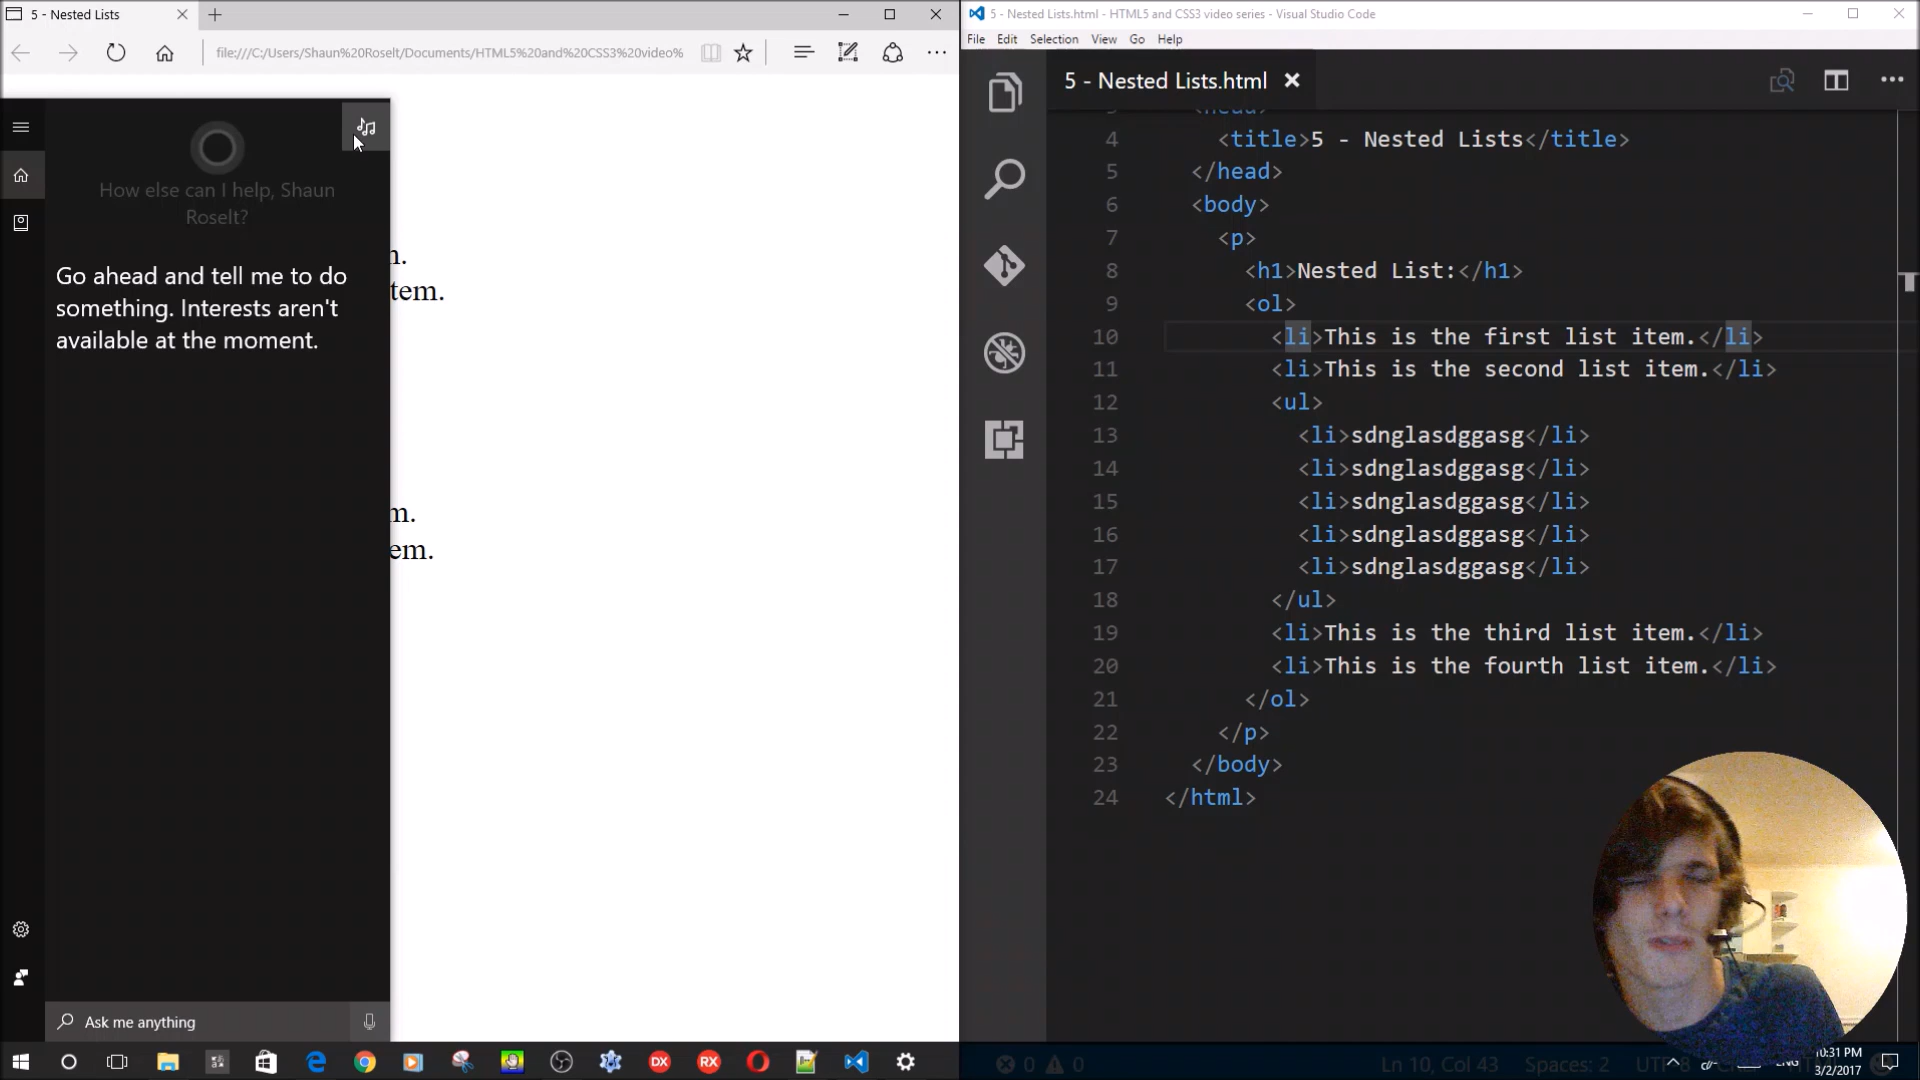 5 - Nested Lists
file:///C:/Users/Shaun%20Roselt/Documents/HTML5%20and%20CSS3%20video%
How else can I help, Shaun
Roselt?
Go ahead and tell me to do
something. Interests aren't
available at the moment.
tem.
m.
em.
Ask me anything
5 - Nested Lists.html - HTML5 and CSS3 video series - Visual Studio Code
File Edit Selection View Go Help
5 - Nested Lists.html
4 <title>5 - Nested Lists</title>
5 </head>
6 <body>
7 <p>
8 <h1>Nested List:</h1>
9 <ol>
10 <li>This is the first list item.</li>
11 <li>This is the second list item.</li>
12 <ul>
13 <li>sdnglasdggasg</li>
14 <li>sdnglasdggasg</li>
15 <li>sdnglasdggasg</li>
16 <li>sdnglasdggasg</li>
17 <li>sdnglasdggasg</li>
18 </ul>
19 <li>This is the third list item.</li>
20 <li>This is the fourth list item.</li>
21 </ol>
22 </p>
23 </body>
24 </html>
0 0 Ln 10, Col 43 Spaces: 2
DX RX
ENG
10:31 PM
3/2/2017